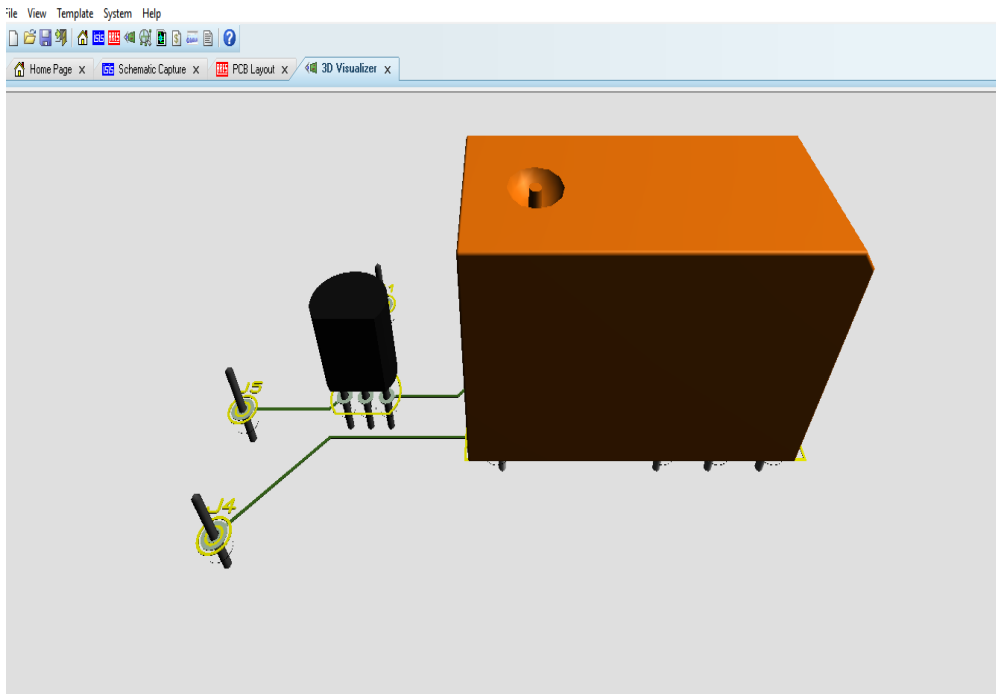 File View Template System Help
Home Page X Schematic Capture X PCB Layout X 3D Visualizer X
J5
J4